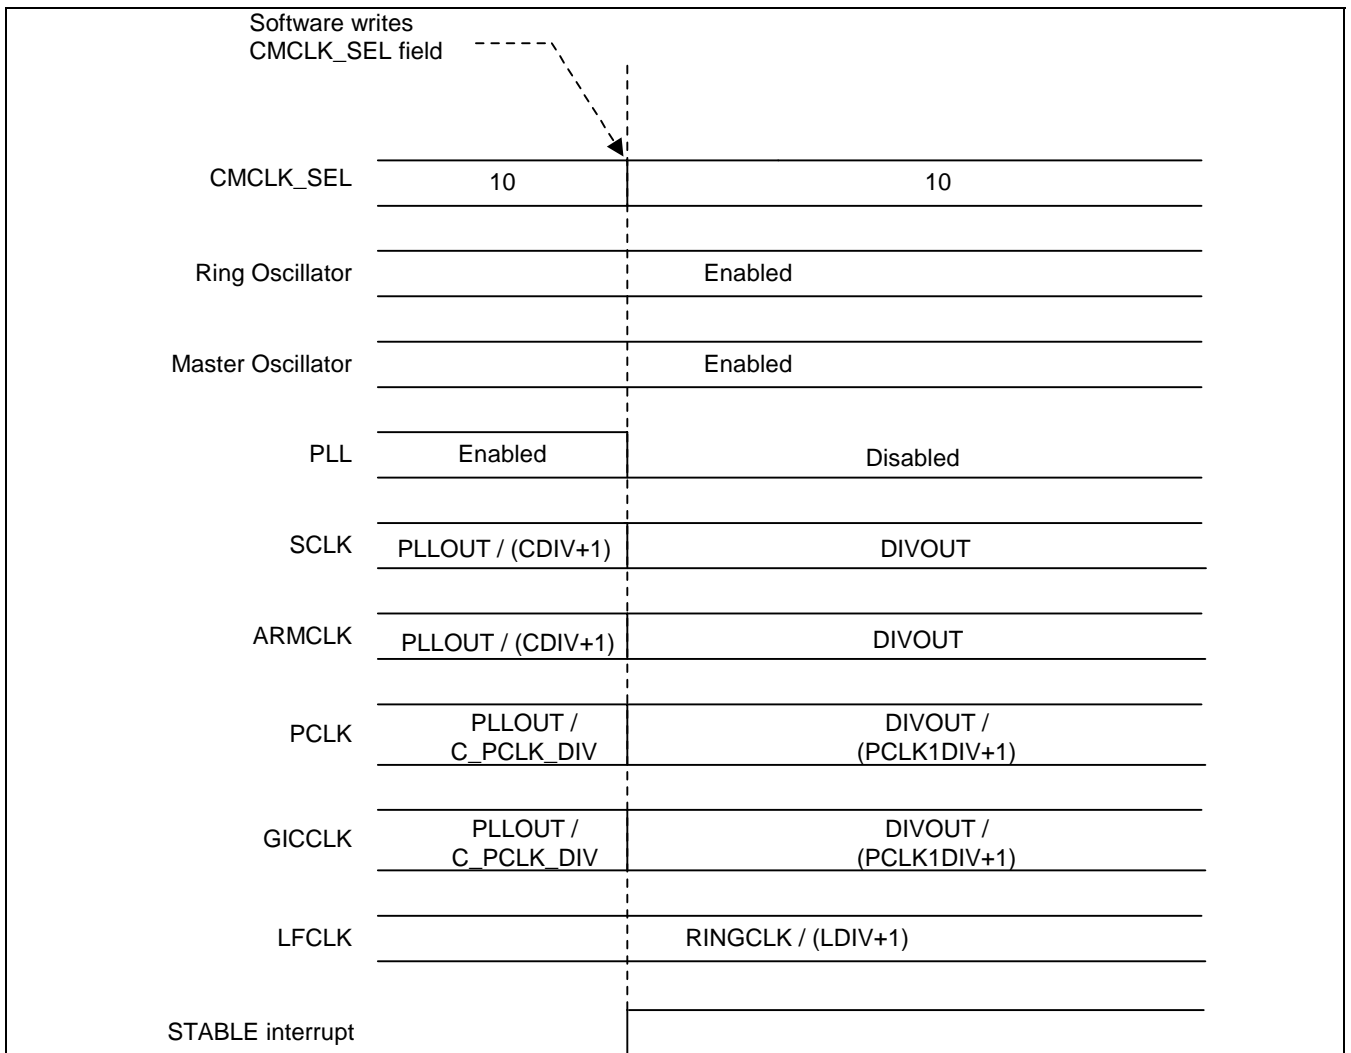 Software writes
CMCLK_SEL field
CMCLK_SEL
10
10
Ring Oscillator
Enabled
Master Oscillator
Enabled
PLL
Enabled
Disabled
SCLK
PLLOUT / (CDIV+1)
DIVOUT
ARMCLK
PLLOUT / (CDIV+1)
DIVOUT
PCLK
PLLOUT /
C_PCLK_DIV
DIVOUT /
(PCLK1DIV+1)
GICCLK
PLLOUT /
C_PCLK_DIV
DIVOUT /
(PCLK1DIV+1)
LFCLK
RINGCLK / (LDIV+1)
STABLE interrupt